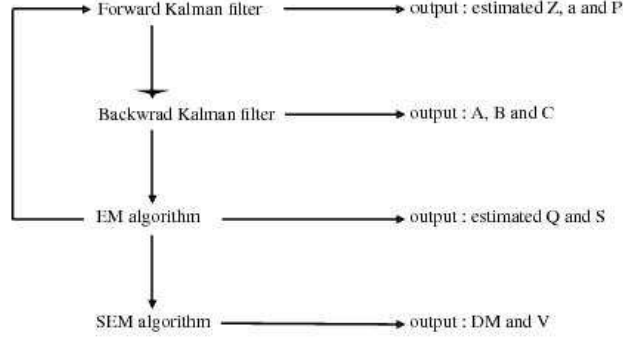 Forward Kalman filter
output : estimated Z, a and P
Backwrad Kalman filter
output : A, B and C
EM algorithm
output : estimated Q and S
SEM algorithm
output : DM and V